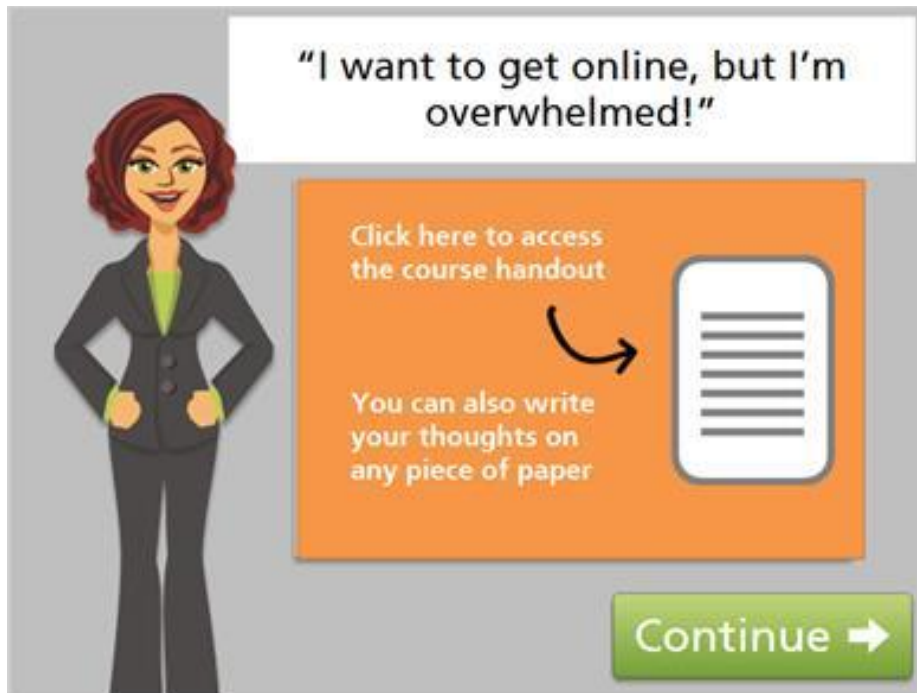 “I want to get online, but I’m
overwhelmed!”
Click here to access
the course handout
You can also write
your thoughts on
any piece of paper
Continue